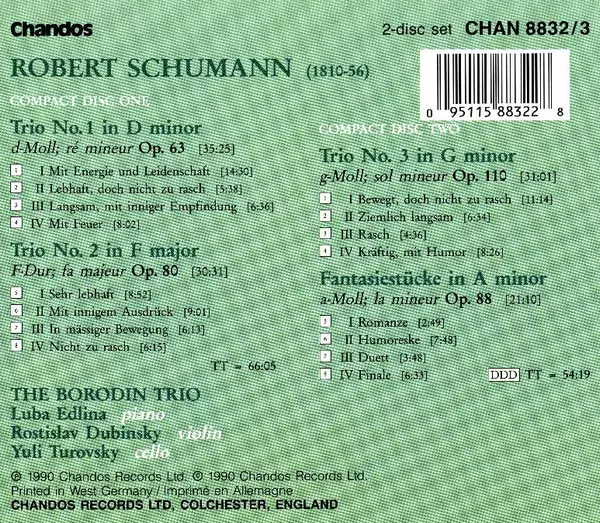 Chandos
2-disc set CHAN 8832/3
ROBERT SCHUMANN (1810-56)
0 95115 88322 8
COMPACT DISC ONE
Trio No. 1 in D minor
d-Moll; ré mineur Op. 63 [35:25]
1 I Mit Energie und Leidenschaft [14:30]
2 II Lebhaft, doch nicht zu rasch [5:38]
3 III Langsam, mit inniger Empfindung [6:36]
4 IV Mit Feuer [8:02]
Trio No. 2 in F major
F-Dur; fa majeur Op. 80 [30:31]
5 I Sehr lebhaft [8:52]
6 II Mit innigem Ausdrück [9:01]
7 III In mässiger Bewegung [6:13]
8 IV Nicht zu rasch [6:15]
TT = 66:05
COMPACT DISC TWO
Trio No. 3 in G minor
g-Moll; sol mineur Op. 110 [31:01]
1 I Bewegt, doch nicht zu rasch [11:14]
2 II Ziemlich langsam [6:34]
3 III Rasch [4:36]
4 IV Kräftig, mit Humor [8:26]
Fantasiestücke in A minor
a-Moll; la mineur Op. 88 [21:10]
5 I Romanze [2:49]
6 II Humoreske [7:48]
7 III Duett [3:48]
8 IV Finale [6:33]
DDD TT = 54:19
THE BORODIN TRIO
Luba Edlina piano
Rostislav Dubinsky violin
Yuli Turovsky cello
℗ 1990 Chandos Records Ltd. © 1990 Chandos Records Ltd.
Printed in West Germany / Imprimé en Allemagne
CHANDOS RECORDS LTD, COLCHESTER, ENGLAND